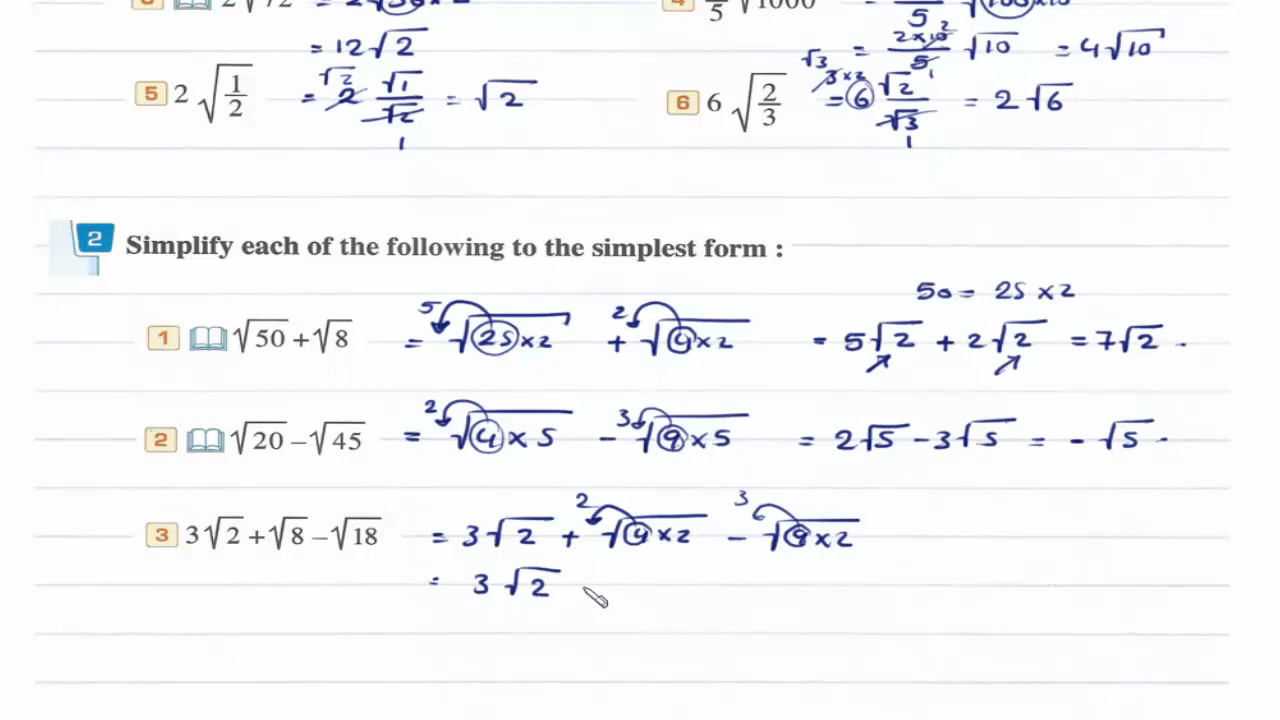 = 12√2
5 2√(1/2) = 2 √1/√2 = √2
4 /5 √1000 = 2×10/5 √10 = 4√10
6 6√(2/3) = 6 √2/√3 = 2√6
2 Simplify each of the following to the simplest form :
50 = 25 × 2
1 √50 + √8 = √25×2 + √4×2 = 5√2 + 2√2 = 7√2 .
2 √20 – √45 = √4×5 – √9×5 = 2√5 – 3√5 = – √5 .
3 3√2 + √8 – √18 = 3√2 + √4×2 – √9×2
= 3√2